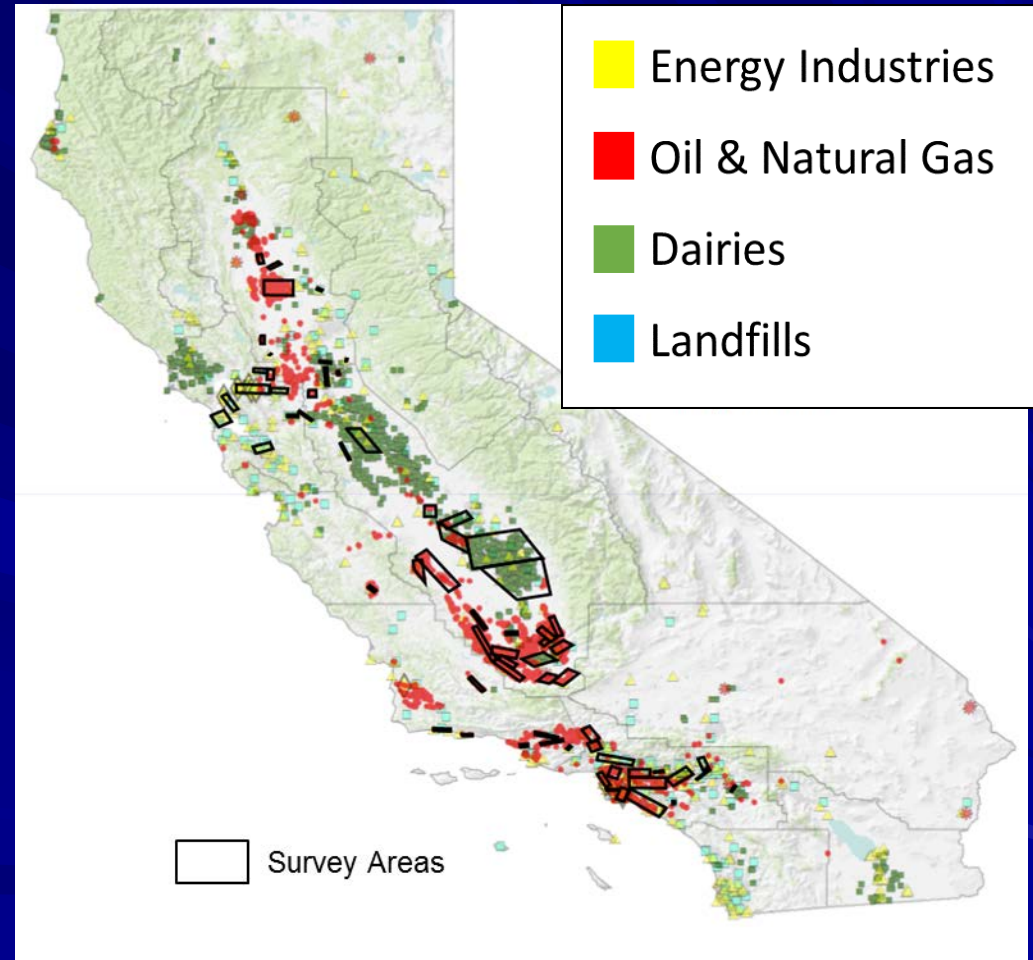 Energy Industries
Oil & Natural Gas
Dairies
Landfills
Survey Areas